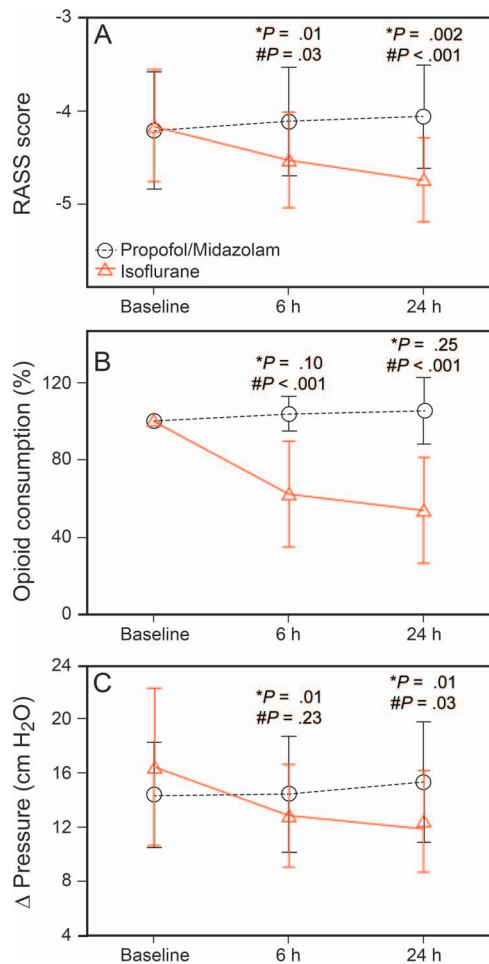 A
-3
*P = .01
*P = .002
#P = .03
#P < .001
-4
RASS score
-5
Propofol/Midazolam
Isoflurane
Baseline
6 h
24 h
B
*P = .10
*P = .25
#P < .001
#P < .001
Opioid consumption (%)
120
80
40
0
Baseline
6 h
24 h
C
24
*P = .01
*P = .01
#P = .23
#P = .03
Δ Pressure (cm H₂O)
20
16
12
8
4
Baseline
6 h
24 h